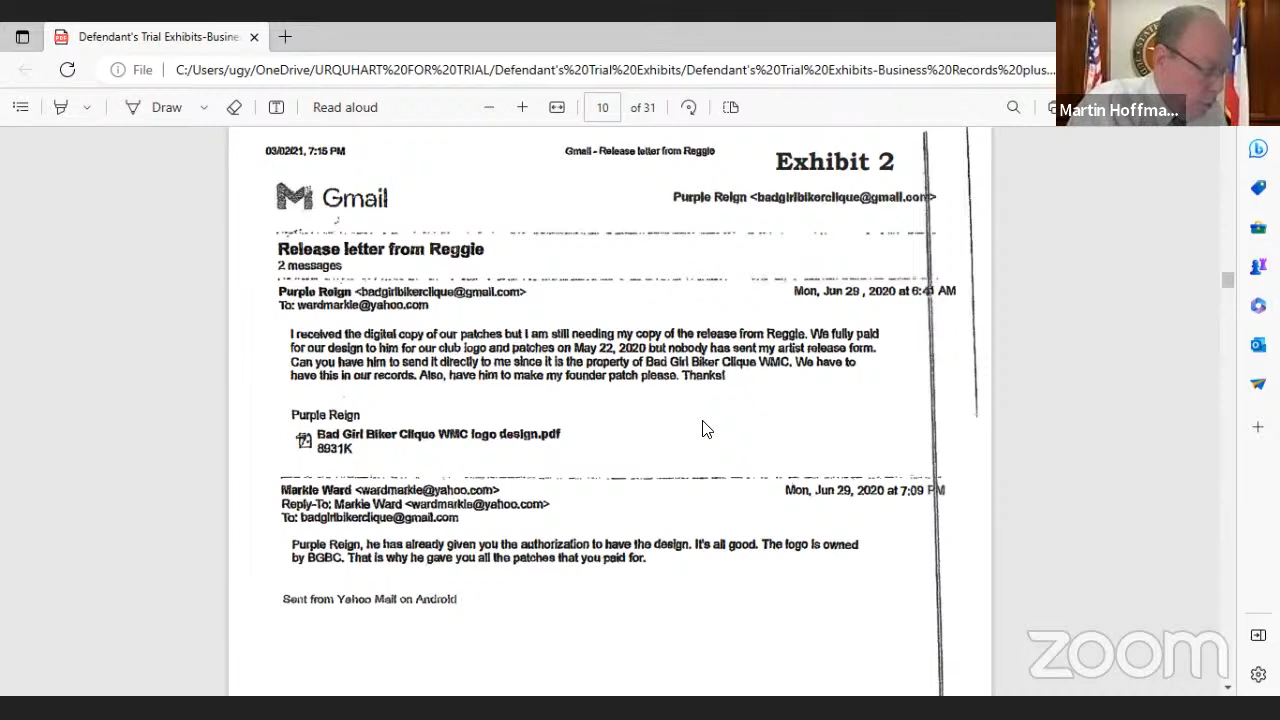 Defendant's Trial Exhibits-Busine
File
C:/Users/ugy/OneDrive/URQUHART%20FOR%20TRIAL/Defendant's%20Trial%20Exhibits/Defendant's%20Trial%20Exhibits-Business%20Records%20plus...
Draw
Read aloud
10 of 31
Martin Hoffma...
03/02/21, 7:15 PM
Gmail - Release letter from Reggie
Exhibit 2
Gmail
Purple Reign <badgirlbikerclique@gmail.com>
Release letter from Reggie
2 messages
Purple Reign <badgirlbikerclique@gmail.com>
Mon, Jun 29, 2020 at 6:41 AM
To: wardmarkie@yahoo.com
I received the digital copy of our patches but I am still needing my copy of the release from Reggie. We fully paid
for our design to him for our club logo and patches on May 22, 2020 but nobody has sent my artist release form.
Can you have him to send it directly to me since it is the property of Bad Girl Biker Clique WMC. We have to
have this in our records. Also, have him to make my founder patch please. Thanks!
Purple Reign
Bad Girl Biker Clique WMC logo design.pdf
8931K
Markie Ward <wardmarkie@yahoo.com>
Mon, Jun 29, 2020 at 7:09 PM
Reply-To: Markie Ward <wardmarkie@yahoo.com>
To: badgirlbikerclique@gmail.com
Purple Reign, he has already given you the authorization to have the design. It's all good. The logo is owned
by BGBC. That is why he gave you all the patches that you paid for.
Sent from Yahoo Mail on Android
zoom